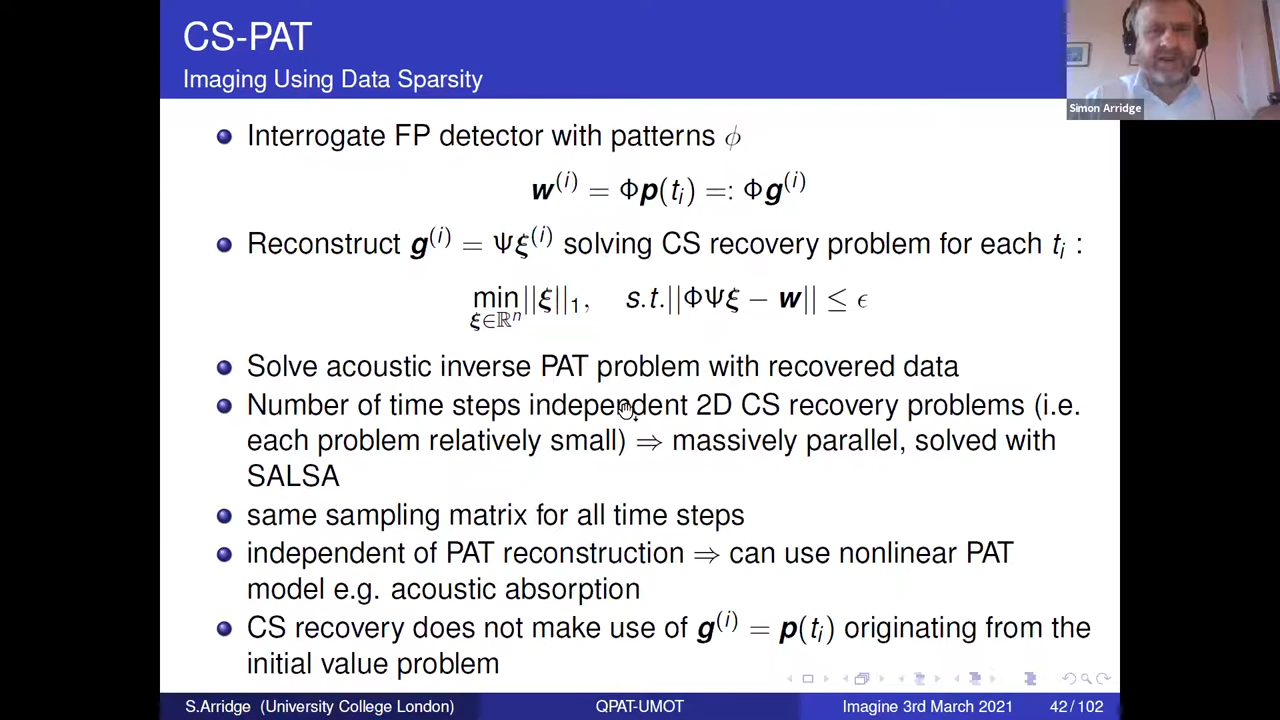 CS-PAT
Imaging Using Data Sparsity
Simon Arridge
Interrogate FP detector with patterns ϕ
w^(i) = Φp(t_i) =: Φg^(i)
Reconstruct g^(i) = Ψξ^(i) solving CS recovery problem for each t_i :
min_{ξ∈ℝ^n} ||ξ||_1, s.t.||ΦΨξ − w|| ≤ ϵ
Solve acoustic inverse PAT problem with recovered data
Number of time steps independent 2D CS recovery problems (i.e.
each problem relatively small) ⇒ massively parallel, solved with
SALSA
same sampling matrix for all time steps
independent of PAT reconstruction ⇒ can use nonlinear PAT
model e.g. acoustic absorption
CS recovery does not make use of g^(i) = p(t_i) originating from the
initial value problem
S.Arridge (University College London) QPAT-UMOT Imagine 3rd March 2021 42 / 102